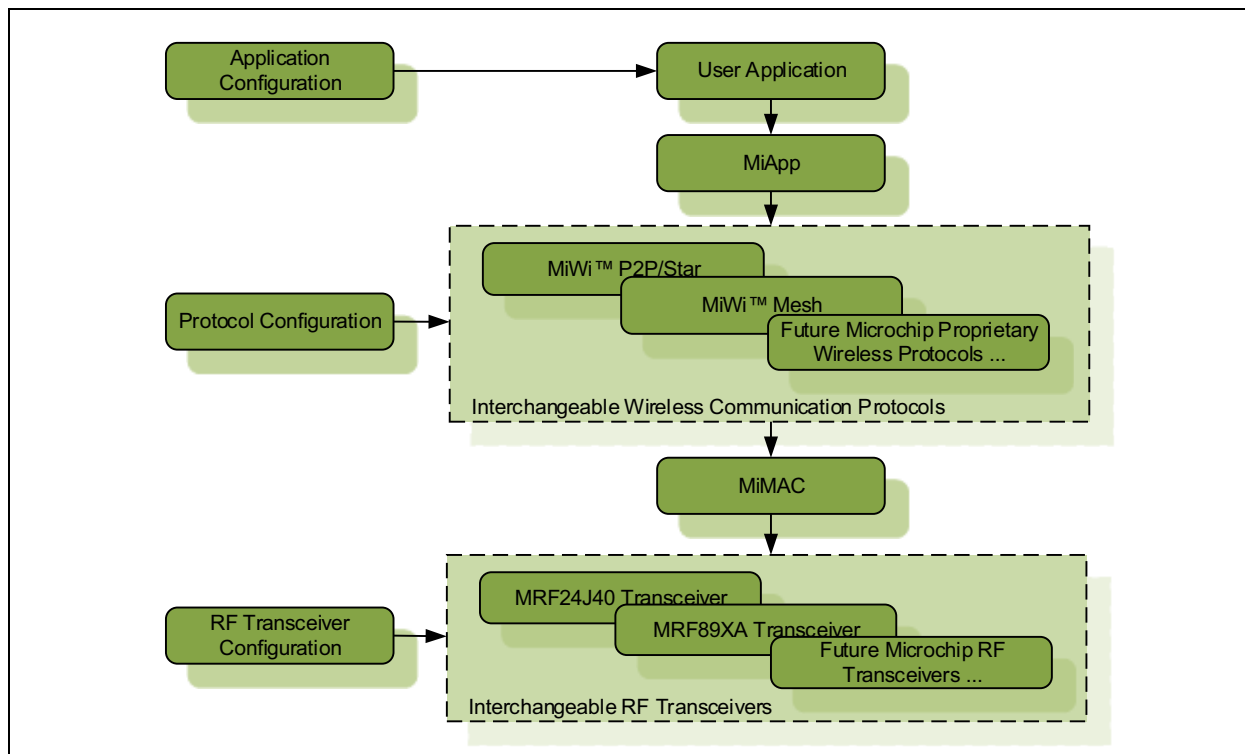 Application
Configuration
User Application
MiApp
MiWi™ P2P/Star
MiWi™ Mesh
Future Microchip Proprietary
Wireless Protocols ...
Protocol Configuration
Interchangeable Wireless Communication Protocols
MiMAC
MRF24J40 Transceiver
MRF89XA Transceiver
Future Microchip RF
Transceivers ...
RF Transceiver
Configuration
Interchangeable RF Transceivers